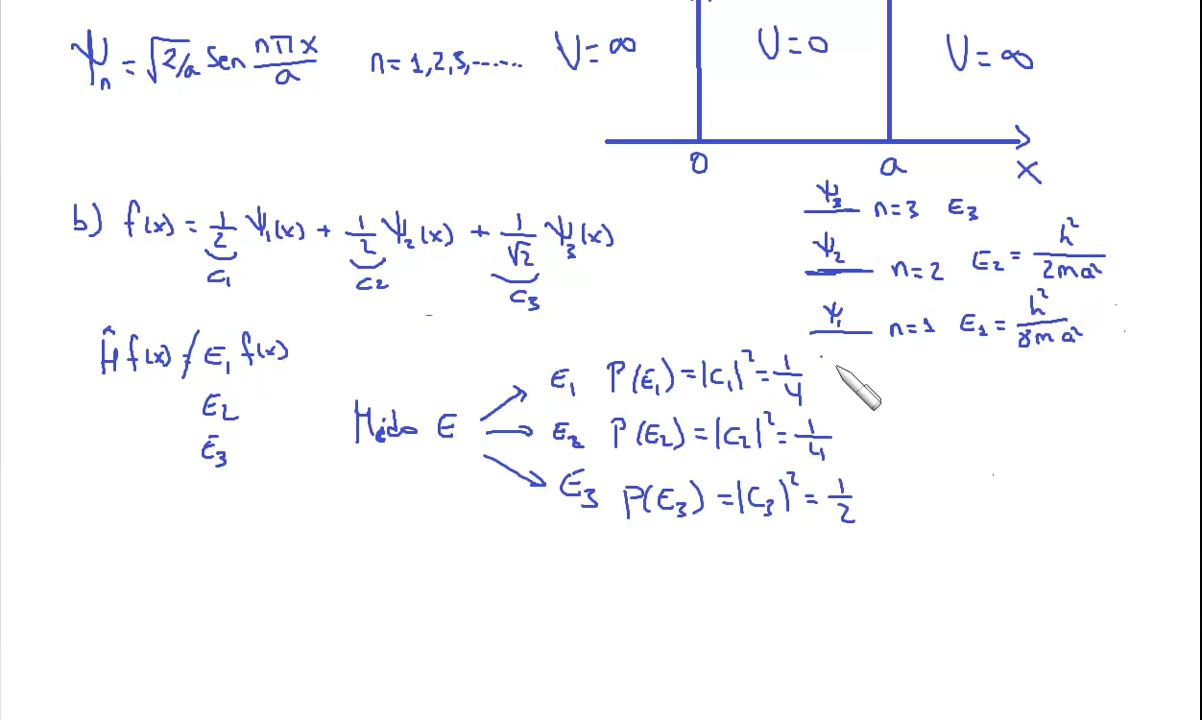 Ψn = √2/a Sen nπx/a n = 1,2,3,------
V=∞ V=0 V=∞
0 a x
b) f(x) = 1/2 Ψ1(x) + 1/2 Ψ2(x) + 1/√2 Ψ3(x)
C1 C2 C3
Ψ3 n=3 E3
Ψ2 n=2 E2 = h²/2ma²
Ψ1 n=1 E1 = h²/8ma²
Ĥf(x) ≠ E1 f(x)
E2
E3
Mido E
E1 P(E1) = |C1|² = 1/4
E2 P(E2) = |C2|² = 1/4
E3 P(E3) = |C3|² = 1/2